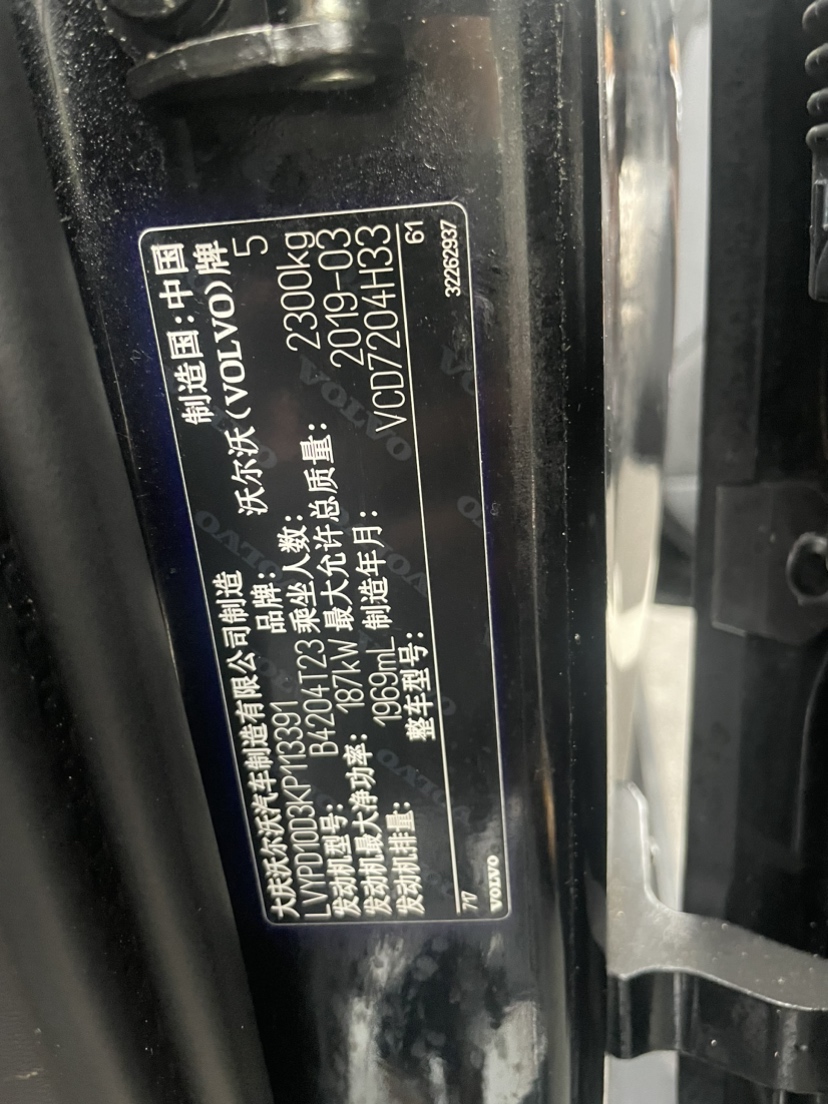 大庆沃尔沃汽车制造有限公司制造 制造国:中国
LVYPD10D3KP113391 品牌: 沃尔沃(VOLVO)牌
发动机型号: B4204T23 乘坐人数: 5
发动机最大净功率: 187kW 最大允许总质量: 2300kg
发动机排量: 1969mL 制造年月: 2019-03
整车型号: VCD7204H33
717 61
VOLVO 32262937